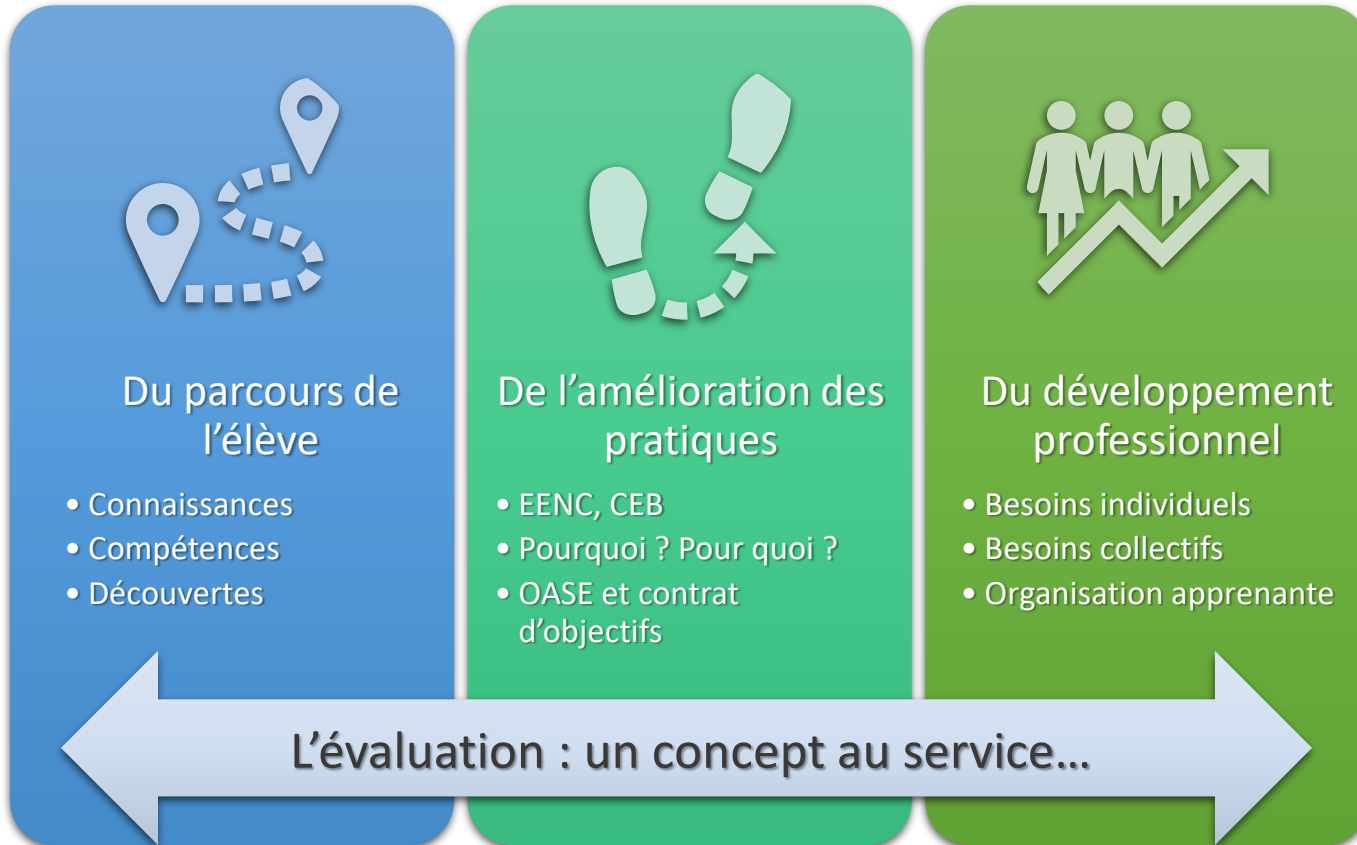 Du parcours de
l’élève
• Connaissances
• Compétences
• Découvertes
De l’amélioration des
pratiques
• EENC, CEB
• Pourquoi ? Pour quoi ?
• OASE et contrat
d’objectifs
Du développement
professionnel
• Besoins individuels
• Besoins collectifs
• Organisation apprenante
L’évaluation : un concept au service…